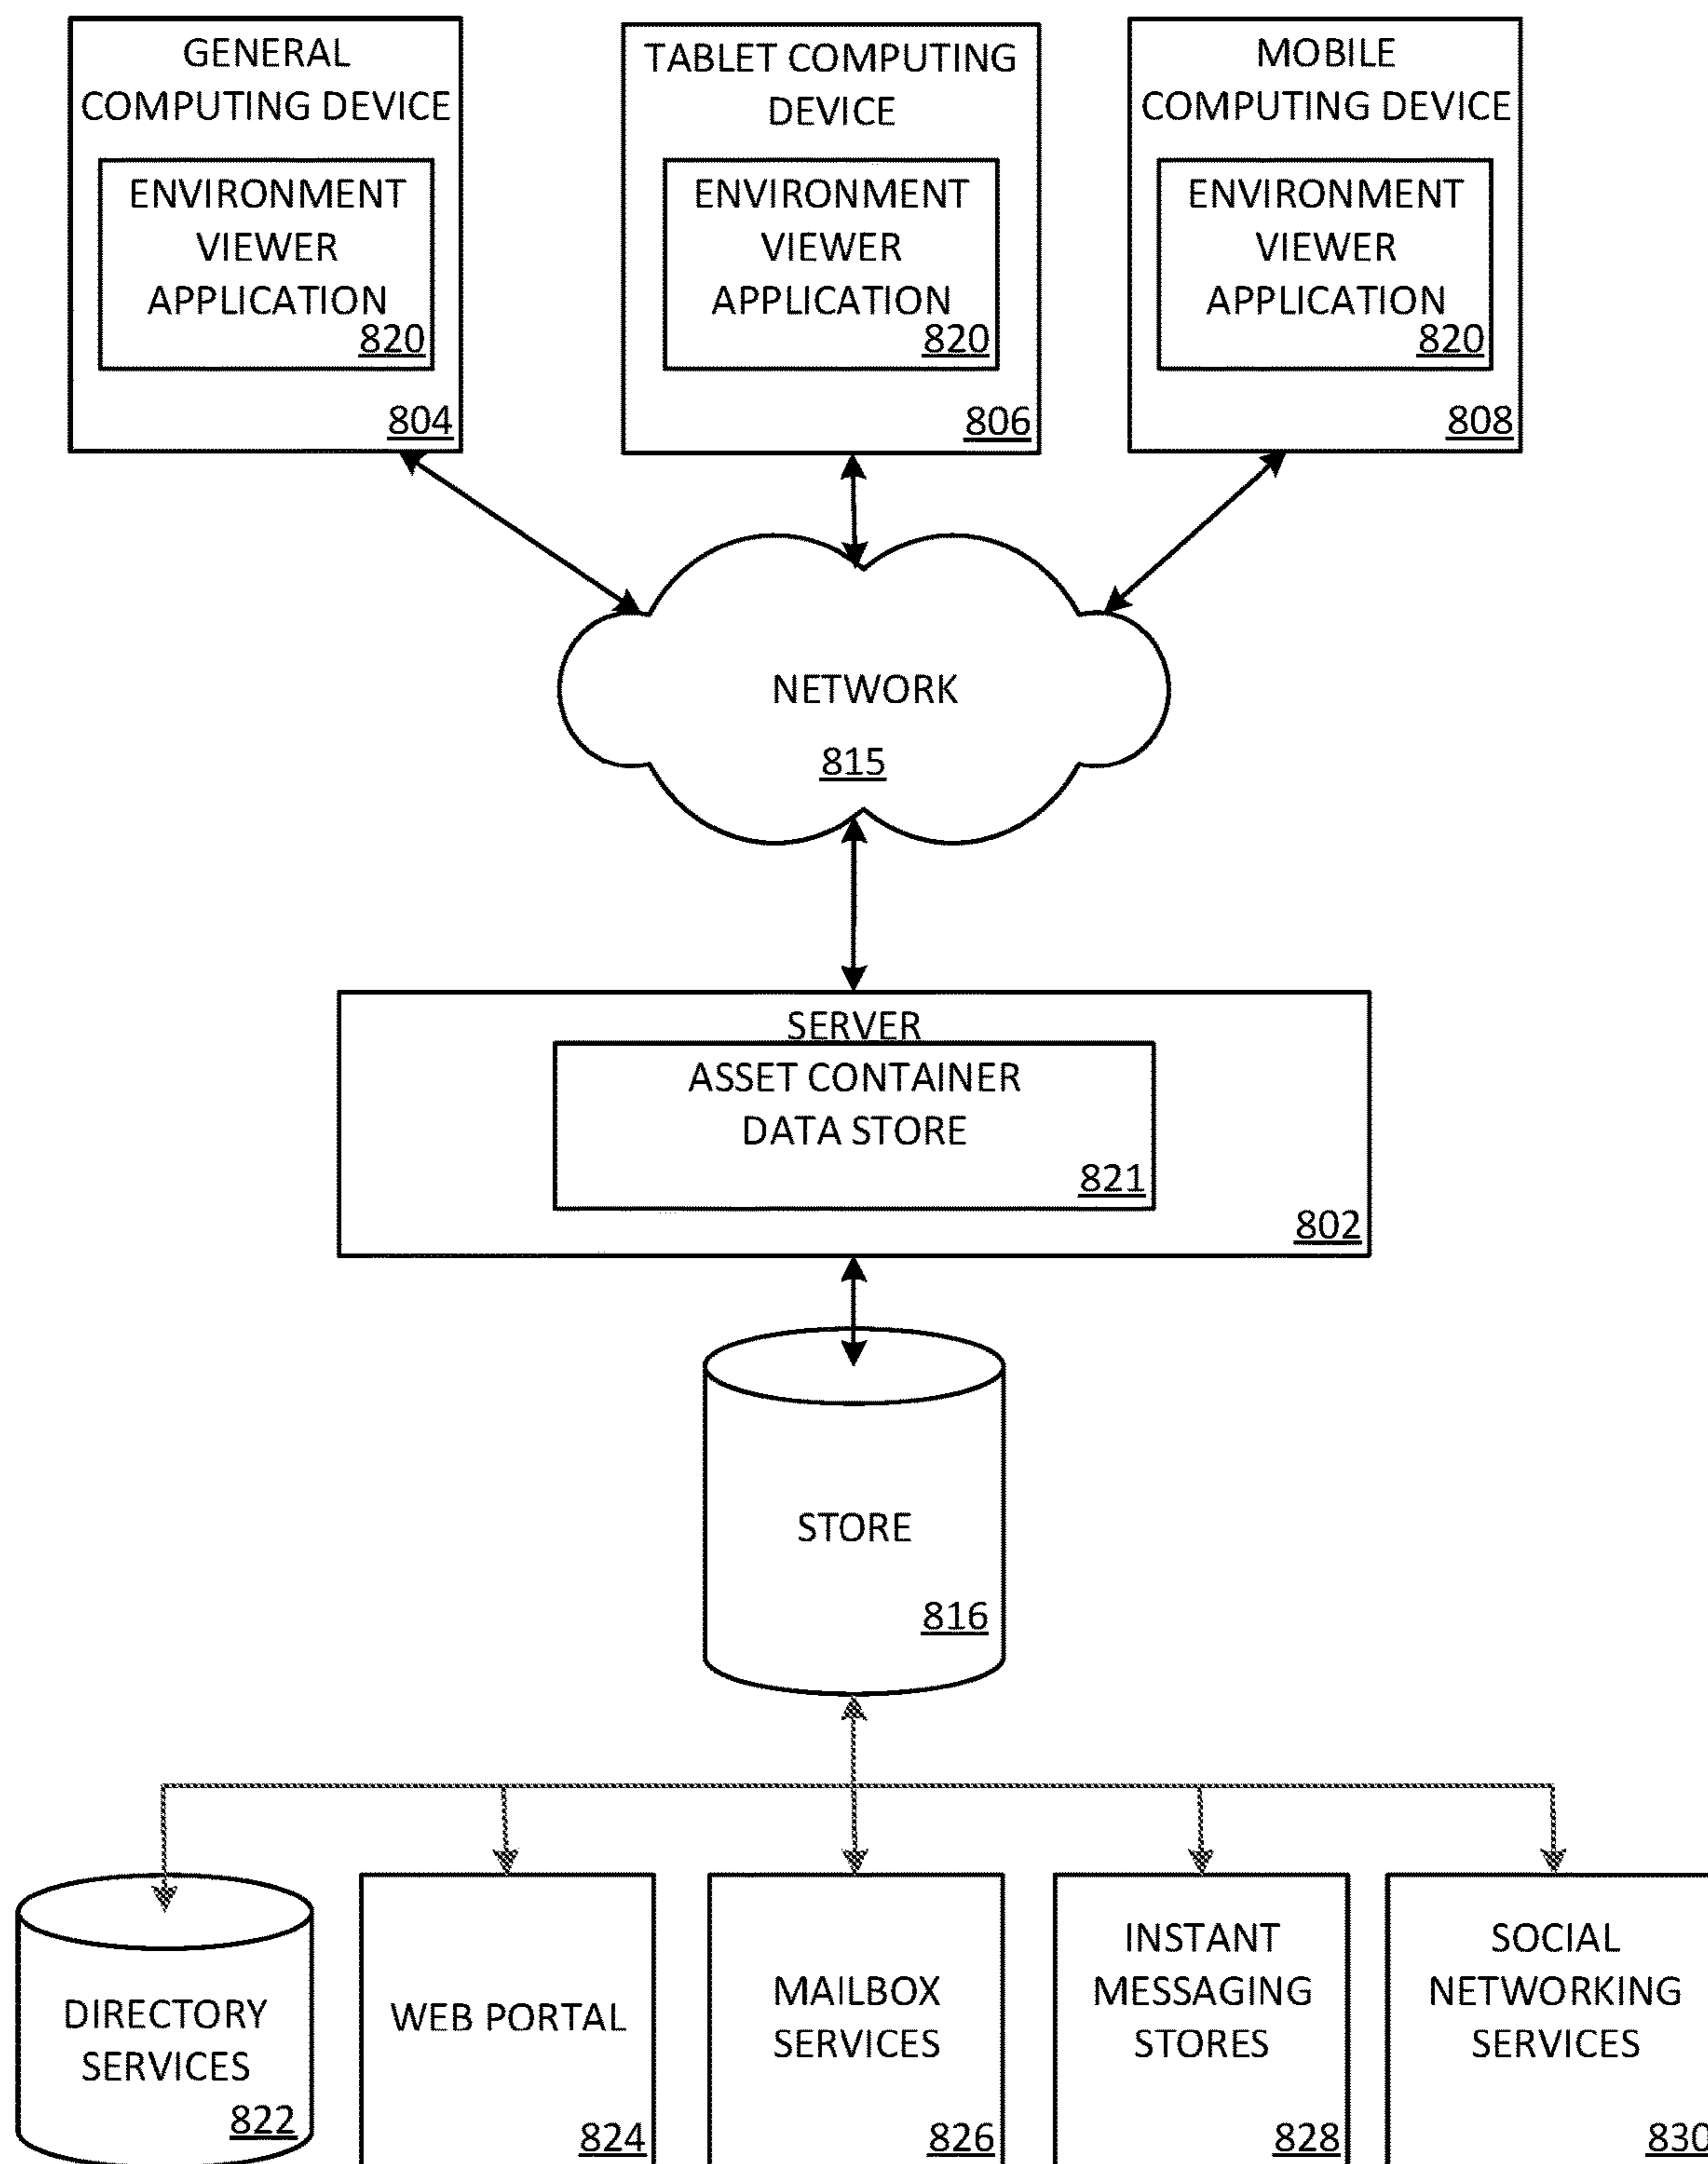 GENERAL
COMPUTING DEVICE
ENVIRONMENT
VIEWER
APPLICATION
820
804
TABLET COMPUTING
DEVICE
ENVIRONMENT
VIEWER
APPLICATION
820
806
MOBILE
COMPUTING DEVICE
ENVIRONMENT
VIEWER
APPLICATION
820
808
NETWORK
815
SERVER
ASSET CONTAINER
DATA STORE
821
802
STORE
816
DIRECTORY
SERVICES
822
WEB PORTAL
824
MAILBOX
SERVICES
826
INSTANT
MESSAGING
STORES
828
SOCIAL
NETWORKING
SERVICES
830